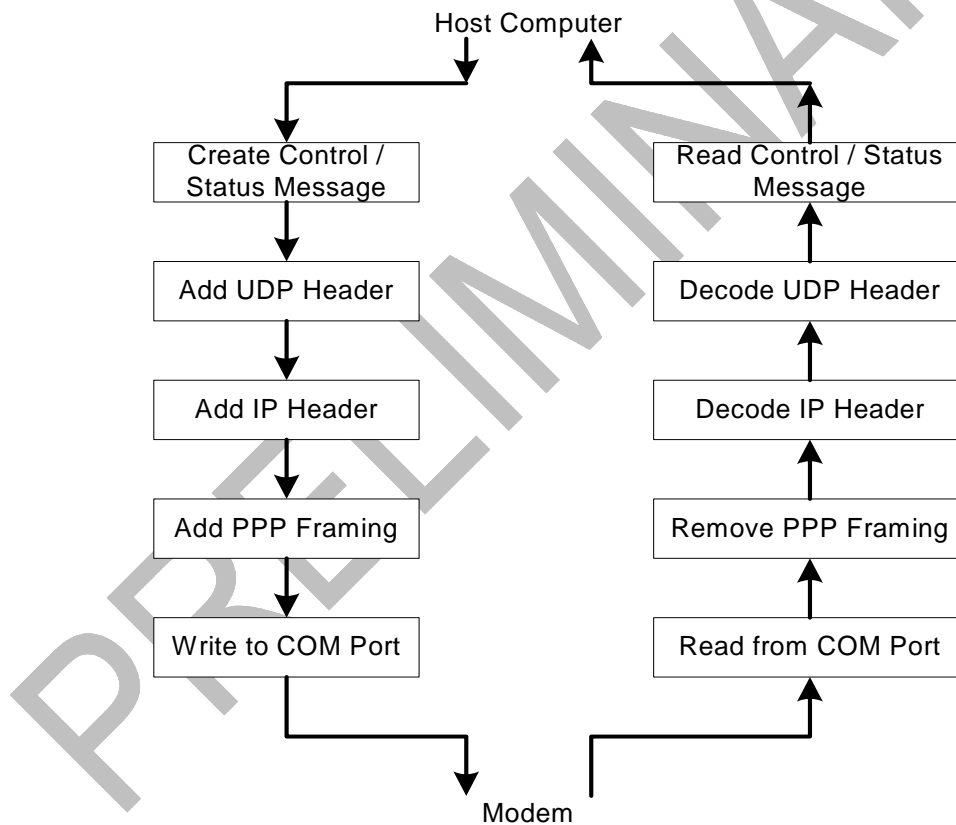 Host Computer
Create Control /
Status Message
Add UDP Header
Add IP Header
Add PPP Framing
Write to COM Port
Read Control / Status
Message
Decode UDP Header
Decode IP Header
Remove PPP Framing
Read from COM Port
Modem